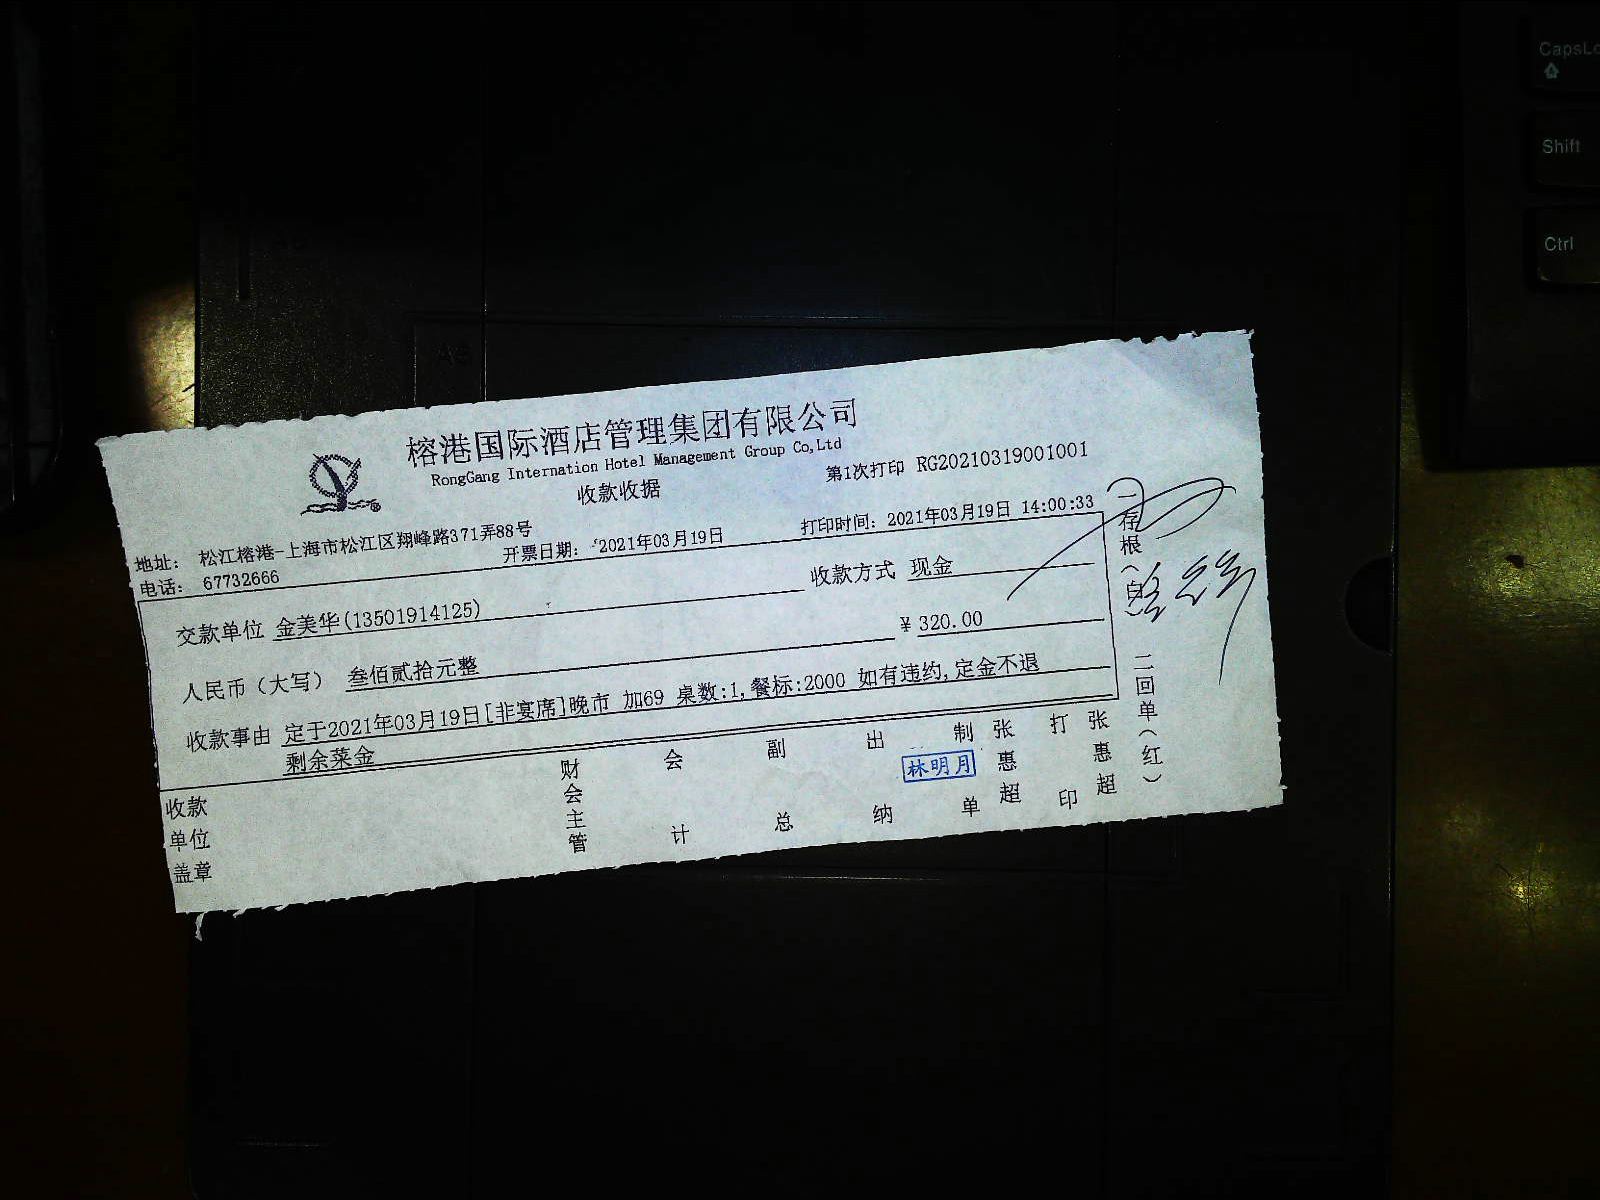 榕港国际酒店管理集团有限公司
RongGang Internation Hotel Management Group Co,Ltd
收款收据
第1次打印 RG20210319001001
地址： 松江榕港-上海市松江区翔峰路371弄88号
电话： 67732666
开票日期： 2021年03月19日
打印时间：2021年03月19日 14:00:33
交款单位 金美华(13501914125)
收款方式 现金
人民币（大写） 叁佰贰拾元整
￥320.00
收款事由 定于2021年03月19日[非宴席]晚市 加69 桌数:1,餐标:2000 如有违约,定金不退
剩余菜金
收款单位盖章
财会主管
会计
副总
出纳
林明月
制单
张惠超
打印
张惠超
一存根（白） 二回单（红）
CapsLo
Shift
Ctrl